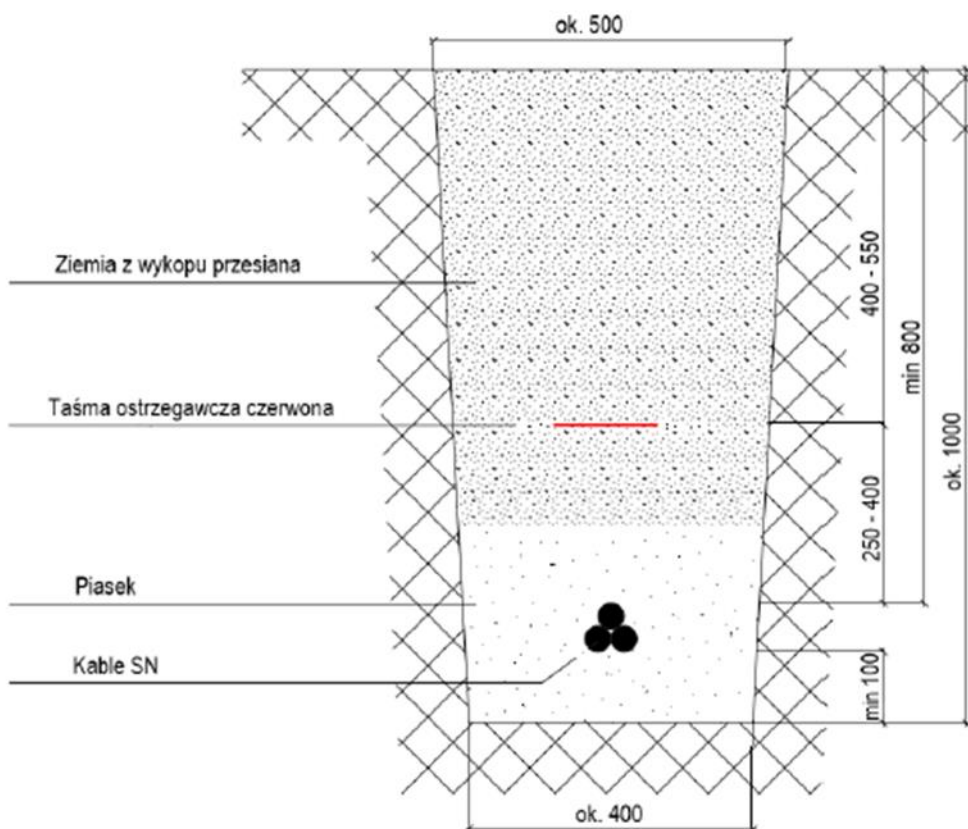 ok. 500
Ziemia z wykopu przesiana
Taśma ostrzegawcza czerwona
Piasek
Kable SN
400 - 550
250 - 400
min 100
min 800
ok. 1000
ok. 400